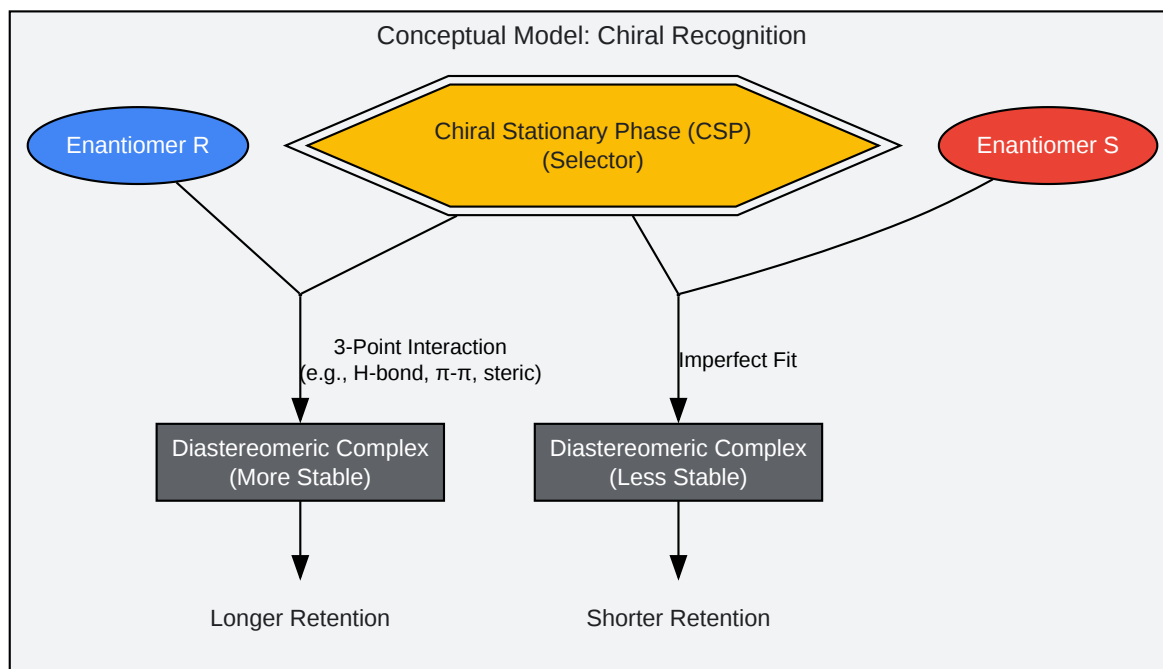 Conceptual Model: Chiral Recognition
Enantiomer R
Chiral Stationary Phase (CSP)
(Selector)
Enantiomer S
3-Point Interaction
(e.g., H-bond, π-π, steric)
Imperfect Fit
Diastereomeric Complex
(More Stable)
Diastereomeric Complex
(Less Stable)
Longer Retention
Shorter Retention